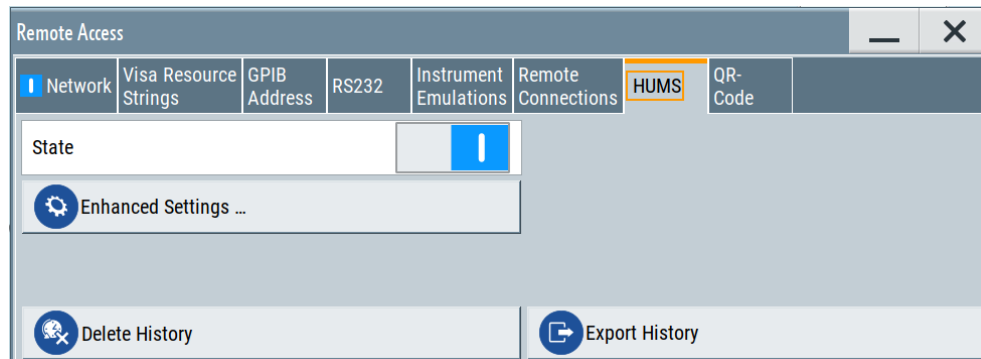 Remote Access
Network
Visa Resource
Strings
GPIB
Address
RS232
Instrument
Emulations
Remote
Connections
HUMS
QR-
Code
State
Enhanced Settings ...
Delete History
Export History